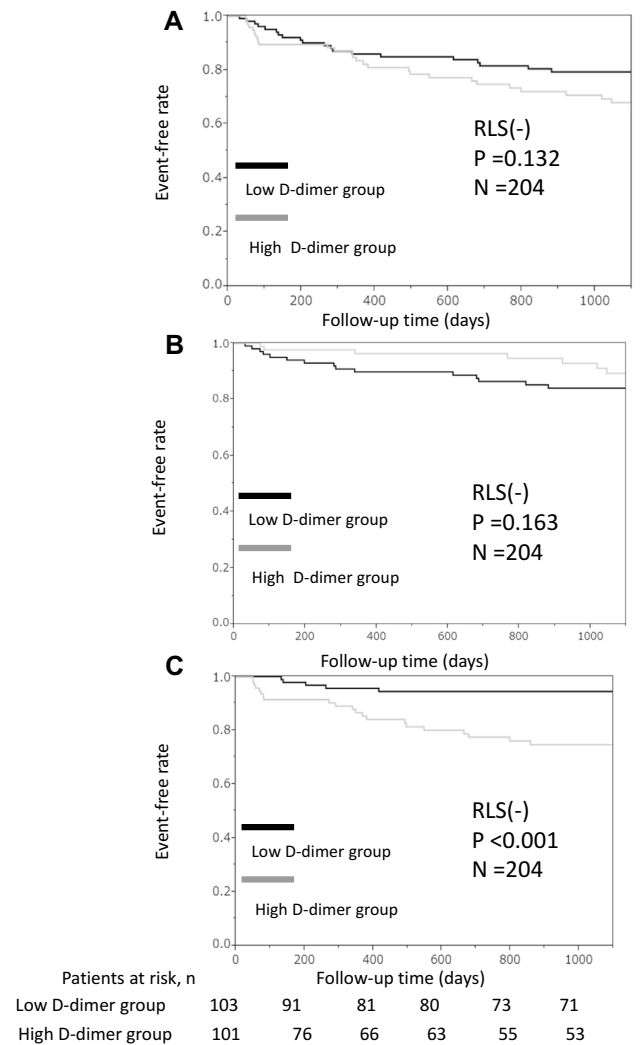 A
1.0
0.8
0.6
0.4
0.2
0.0
Event-free rate
RLS(-)
P =0.132
N =204
Low D-dimer group
High D-dimer group
0 200 400 600 800 1000
Follow-up time (days)
B
1.0
0.8
0.6
0.4
0.2
0.0
Event-free rate
RLS(-)
P =0.163
N =204
Low D-dimer group
High D-dimer group
0 200 400 600 800 1000
Follow-up time (days)
C
1.0
0.8
0.6
0.4
0.2
0.0
Event-free rate
RLS(-)
P <0.001
N =204
Low D-dimer group
High D-dimer group
0 200 400 600 800 1000
Patients at risk, n Follow-up time (days)
Low D-dimer group 103 91 81 80 73 71
High D-dimer group 101 76 66 63 55 53